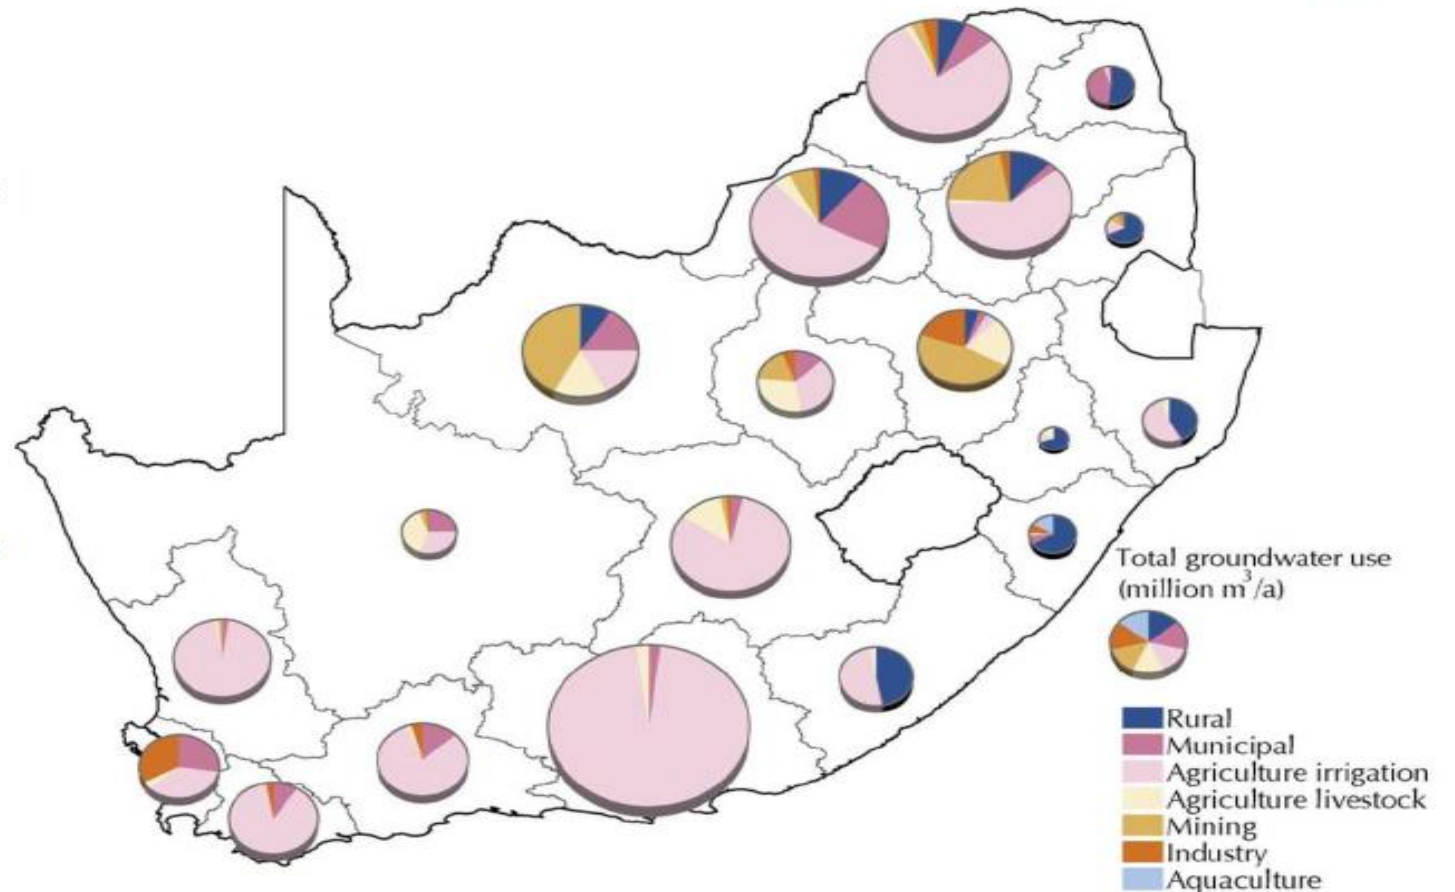 Total groundwater use
(million m³/a)
Rural
Municipal
Agriculture irrigation
Agriculture livestock
Mining
Industry
Aquaculture